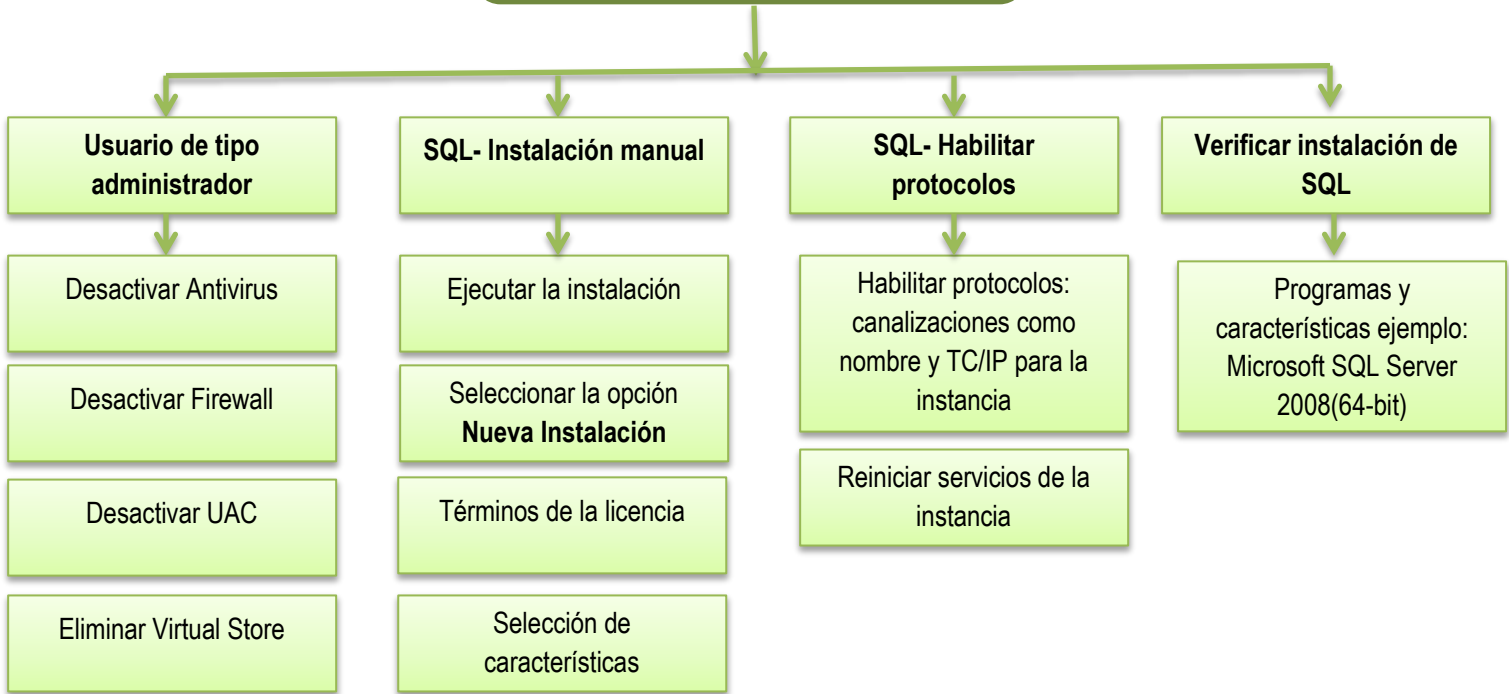 Usuario de tipo
administrador
SQL- Instalación manual
SQL- Habilitar
protocolos
Verificar instalación de
SQL
Desactivar Antivirus
Desactivar Firewall
Desactivar UAC
Eliminar Virtual Store
Ejecutar la instalación
Seleccionar la opción
Nueva Instalación
Términos de la licencia
Selección de
características
Habilitar protocolos:
canalizaciones como
nombre y TC/IP para la
instancia
Reiniciar servicios de la
instancia
Programas y
características ejemplo:
Microsoft SQL Server
2008(64-bit)